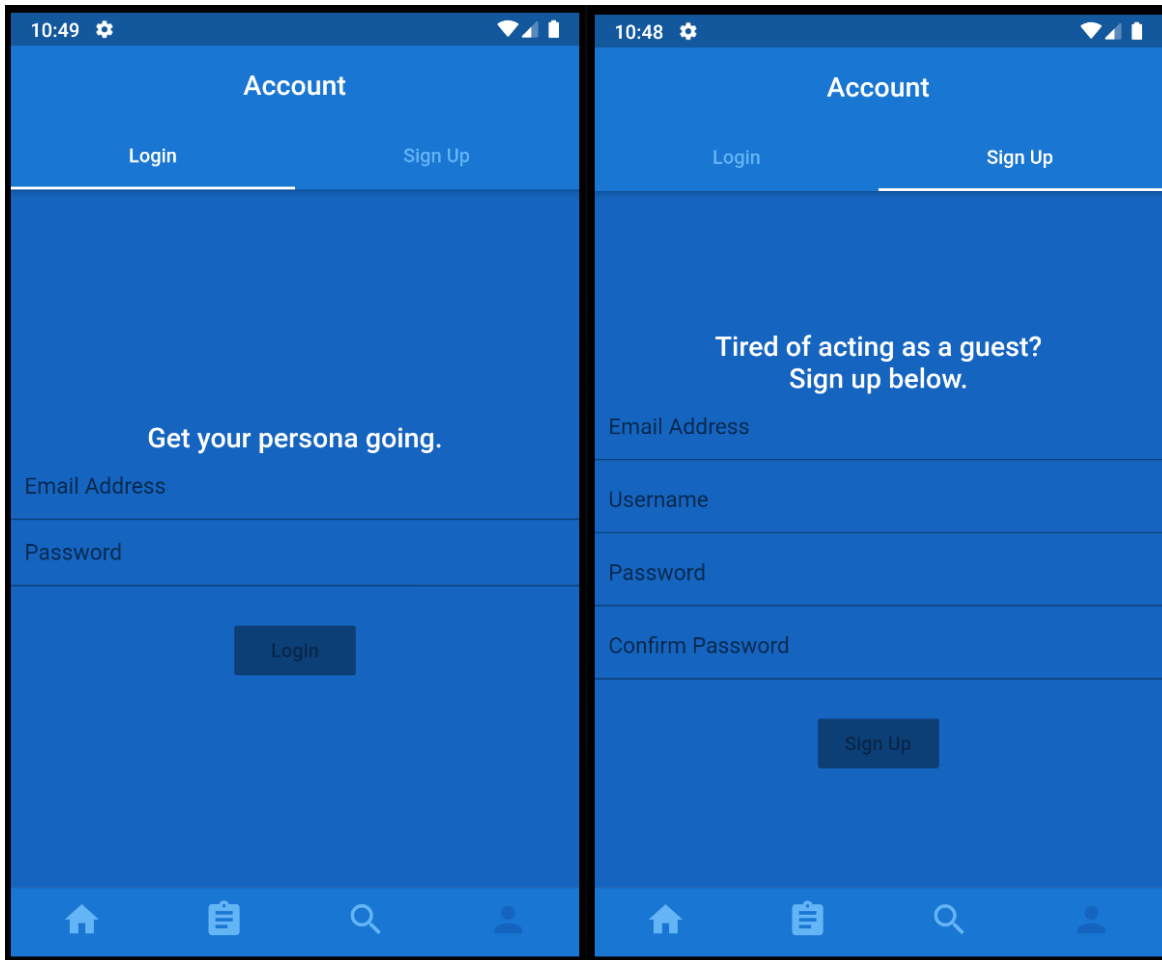 10:49
Account
Login
Sign Up
Get your persona going.
Email Address
Password
Login
10:48
Account
Login
Sign Up
Tired of acting as a guest?
Sign up below.
Email Address
Username
Password
Confirm Password
Sign Up